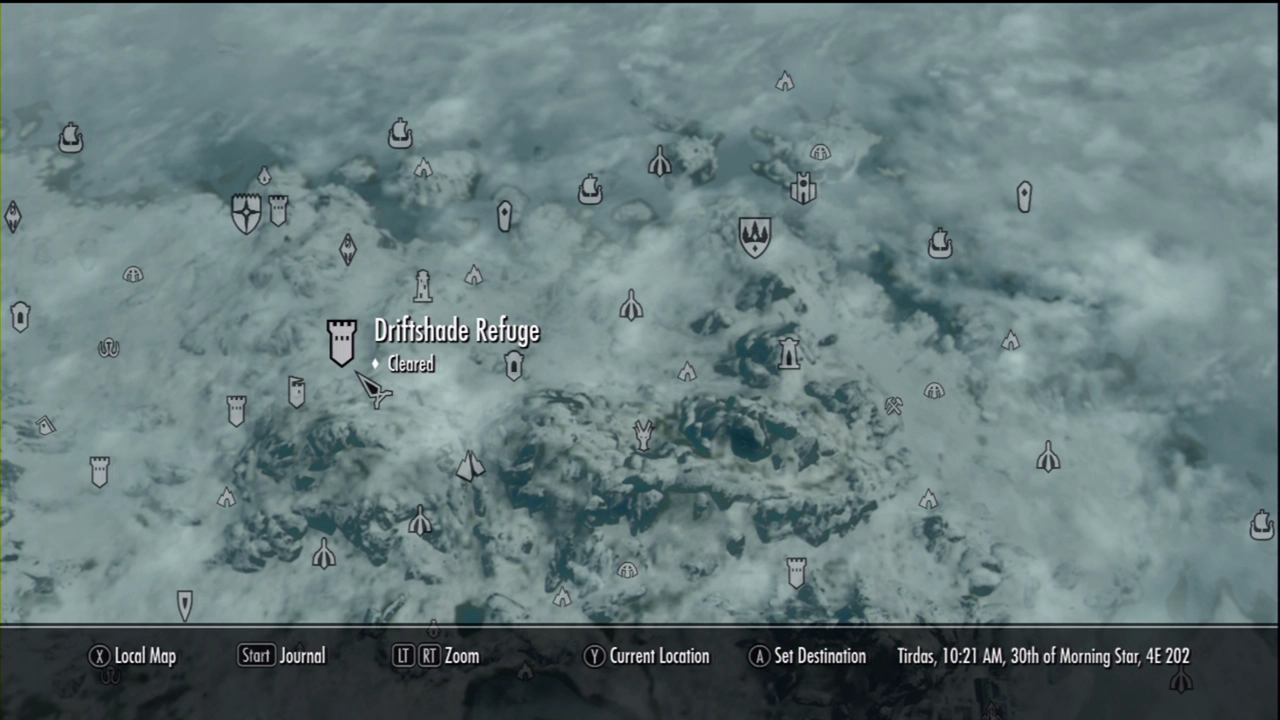 Driftshade Refuge
Cleared
X Local Map Start Journal LT RT Zoom Y Current Location A Set Destination Tirdas, 10:21 AM, 30th of Morning Star, 4E 202